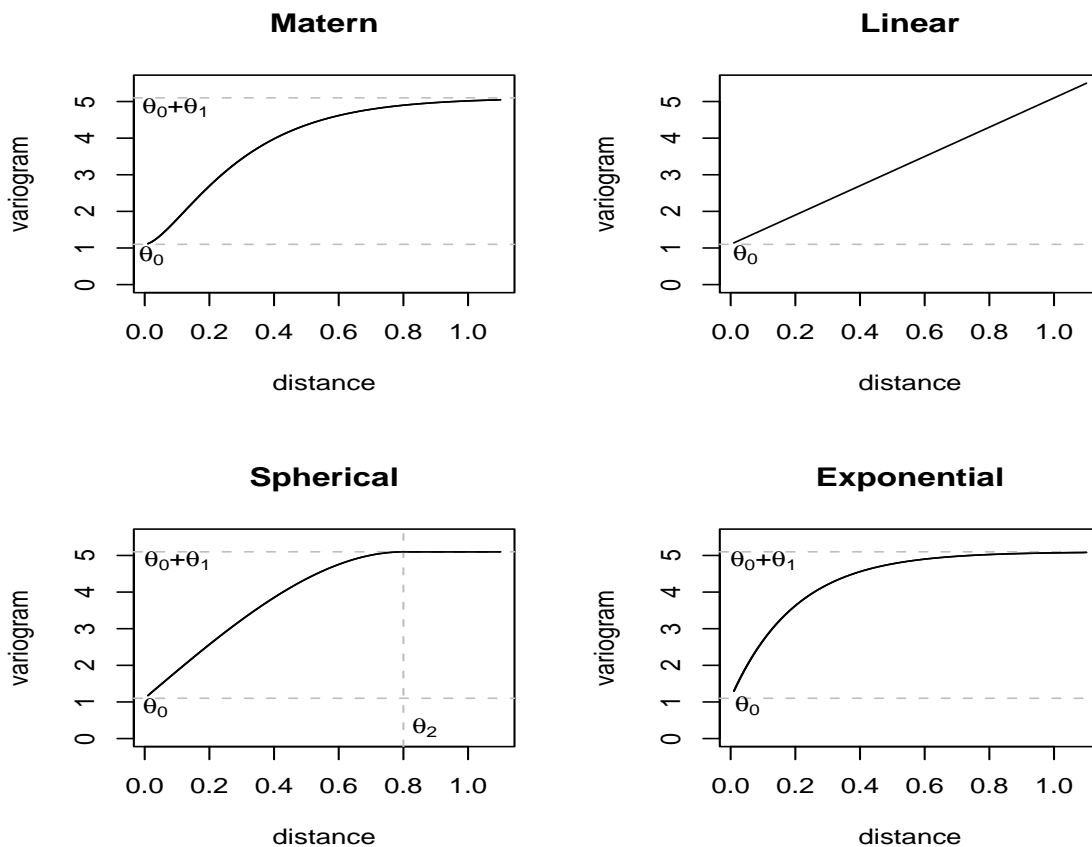 Matern
variogram
0 1 2 3 4 5
θ0+θ1
θ0
0.0 0.2 0.4 0.6 0.8 1.0
distance
Linear
variogram
0 1 2 3 4 5
θ0
0.0 0.2 0.4 0.6 0.8 1.0
distance
Spherical
variogram
0 1 2 3 4 5
θ0+θ1
θ0
θ2
0.0 0.2 0.4 0.6 0.8 1.0
distance
Exponential
variogram
0 1 2 3 4 5
θ0+θ1
θ0
0.0 0.2 0.4 0.6 0.8 1.0
distance